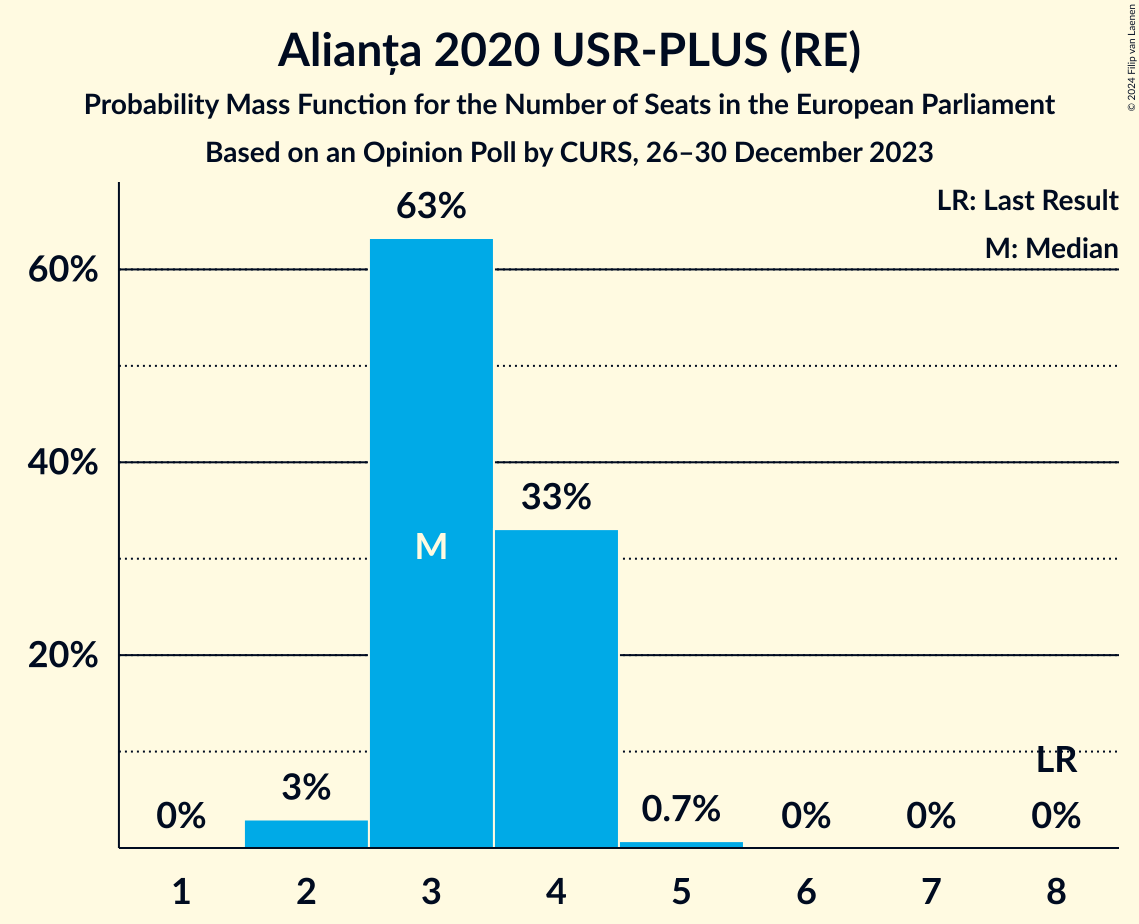 Alianța 2020 USR-PLUS (RE)
Probability Mass Function for the Number of Seats in the European Parliament
Based on an Opinion Poll by CURS, 26–30 December 2023
© 2024 Filip van Laenen
LR: Last Result
M: Median
60%
40%
20%
0%
3%
63%
M
33%
0.7%
0%
0%
LR
0%
1 2 3 4 5 6 7 8